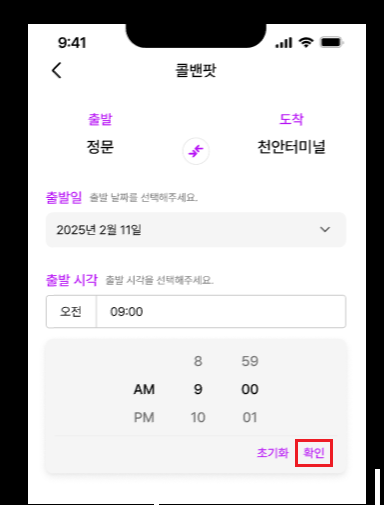 9:41
콜밴팟
출발 도착
정문 천안터미널
출발일 출발 날짜를 선택해주세요.
2025년 2월 11일
출발 시각 출발 시각을 선택해주세요.
오전 09:00
8 59
AM 9 00
PM 10 01
초기화 확인